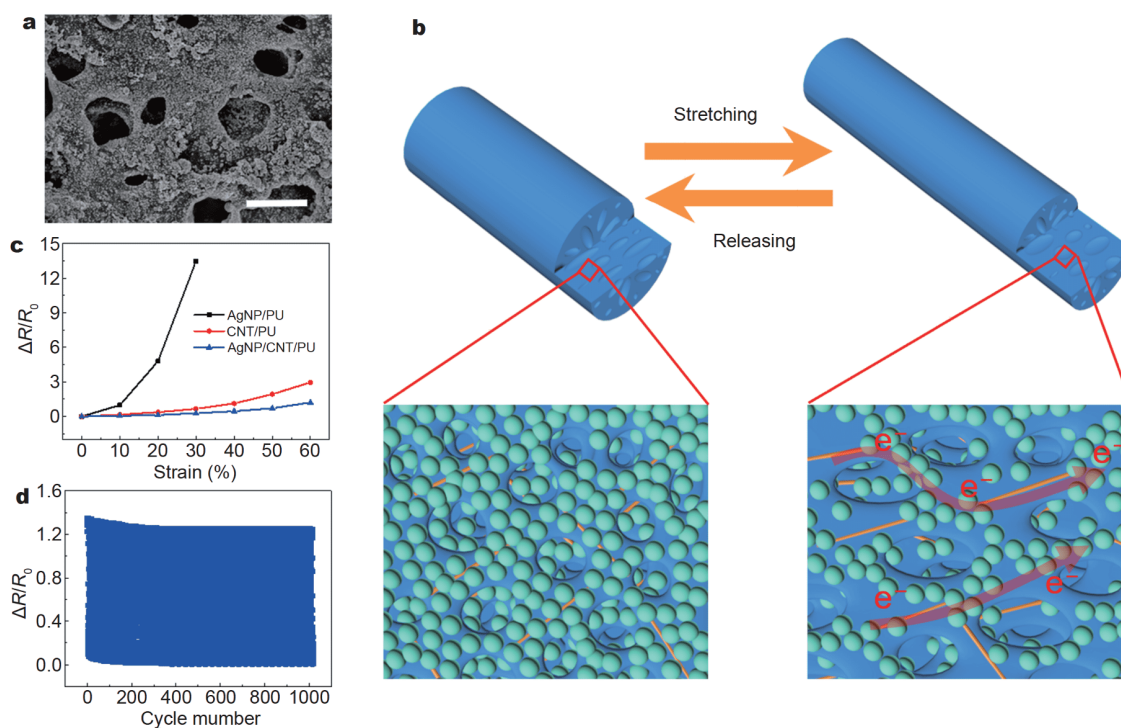 a
b
Stretching
Releasing
c
15
12
9
6
3
0
ΔR/R₀
AgNP/PU
CNT/PU
AgNP/CNT/PU
0 10 20 30 40 50 60
Strain (%)
d
1.6
1.2
0.8
0.4
0.0
ΔR/R₀
0 200 400 600 800 1000
Cycle mumber
e⁻
e⁻
e⁻
e⁻
e⁻
e⁻